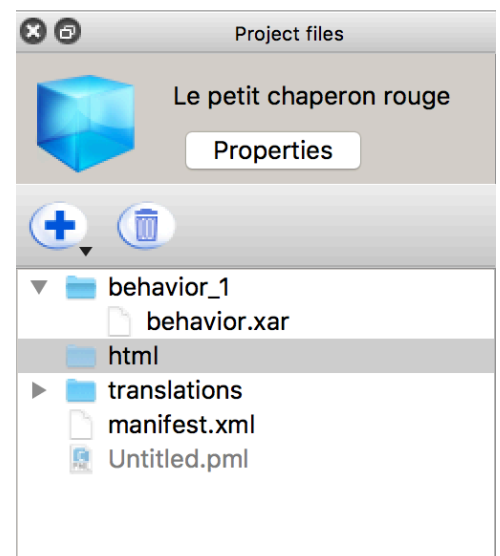 Project files
Le petit chaperon rouge
Properties
behavior_1
behavior.xar
html
translations
manifest.xml
Untitled.pml